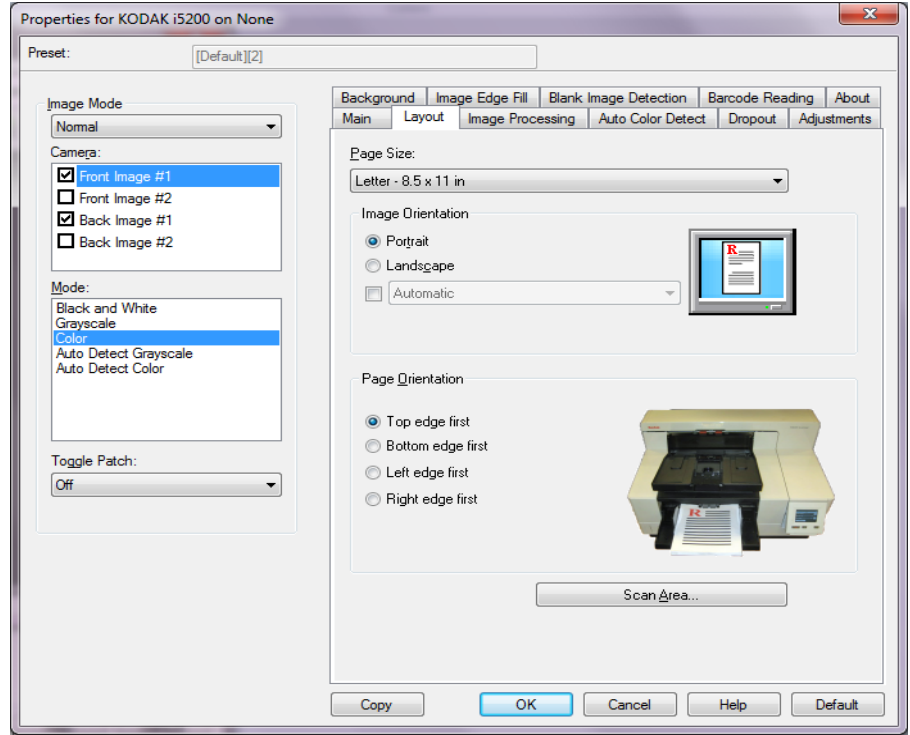 Properties for KODAK i5200 on None
Preset:
[Default][2]
Image Mode
Normal
Camera:
Front Image #1
Front Image #2
Back Image #1
Back Image #2
Mode:
Black and White
Grayscale
Color
Auto Detect Grayscale
Auto Detect Color
Toggle Patch:
Off
Background Image Edge Fill Blank Image Detection Barcode Reading About
Main Layout Image Processing Auto Color Detect Dropout Adjustments
Page Size:
Letter - 8.5 x 11 in
Image Orientation
Portrait
Landscape
Automatic
R
Page Orientation
Top edge first
Bottom edge first
Left edge first
Right edge first
R
Scan Area...
Copy OK Cancel Help Default